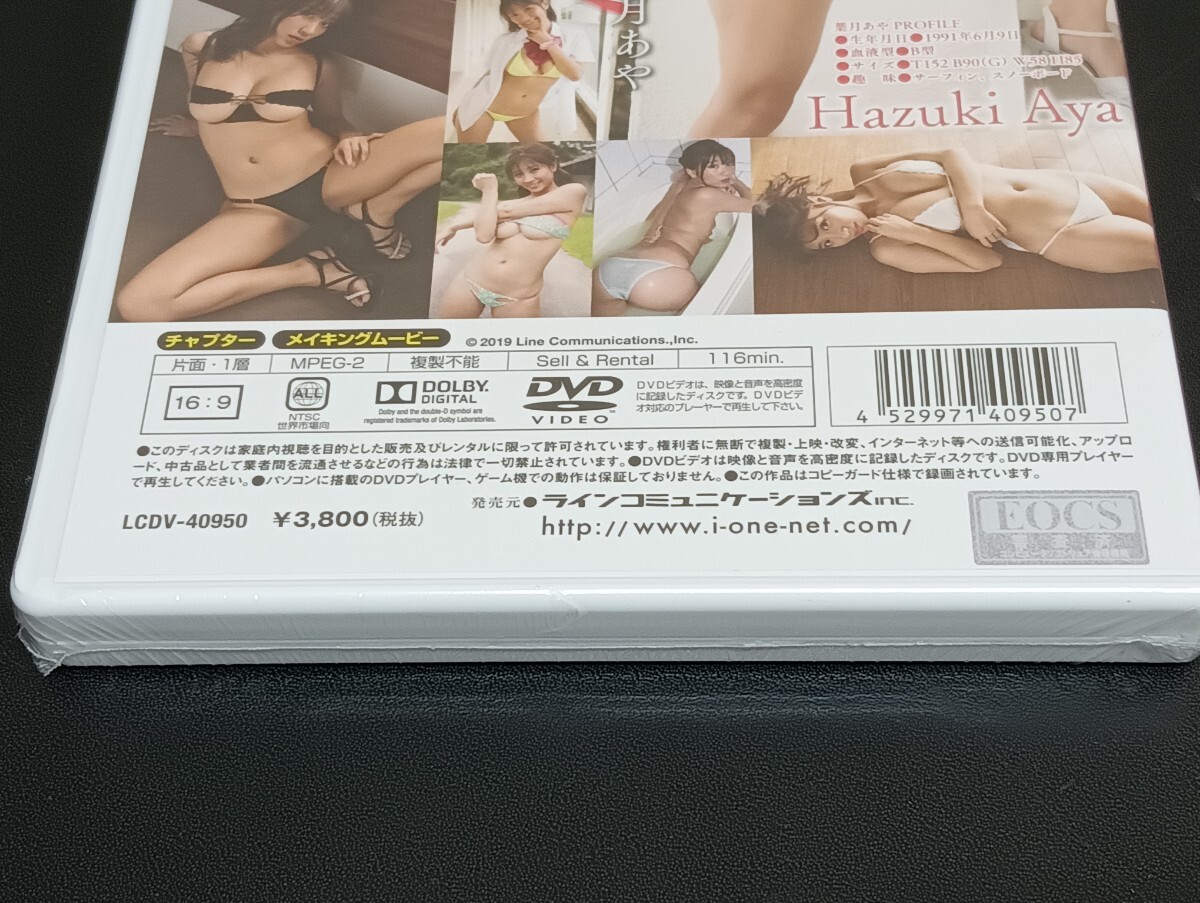 月あや
葉月あや PROFILE
●生年月日●1991年6月9日
●血液型●B型
●サイズ●T152 B90(G) W58 H85
●趣 味●サーフィン、スノーボード
Hazuki Aya
チャプター メイキングムービー ©2019 Line Communications.,Inc.
片面・1層 MPEG-2 複製不能 Sell & Rental 116min.
16:9
ALL
NTSC
世界市場向
DOLBY
DIGITAL
Dolby and the double-D symbol are
registered trademarks of Dolby Laboratories.
DVD
VIDEO
DVDビデオは、映像と音声を高密度
に記録したディスクです。DVDビデ
オ対応のプレーヤーで再生して下さい。
4 529971 409507
●このディスクは家庭内視聴を目的とした販売及びレンタルに限って許可されています。権利者に無断で複製・上映・改変、インターネット等への送信可能化、アップロ
ード、中古品として業者間を流通させるなどの行為は法律で一切禁止されています。●DVDビデオは映像と音声を高密度に記録したディスクです。DVD専用プレイヤー
で再生してください。●パソコンに搭載のDVDプレイヤー、ゲーム機での動作は保証しておりません。●この作品はコピーガード仕様で録画されています。
LCDV-40950 ¥3,800(税抜)
発売元●ラインコミュニケーションズinc.
http://www.i-one-net.com/
EOCS